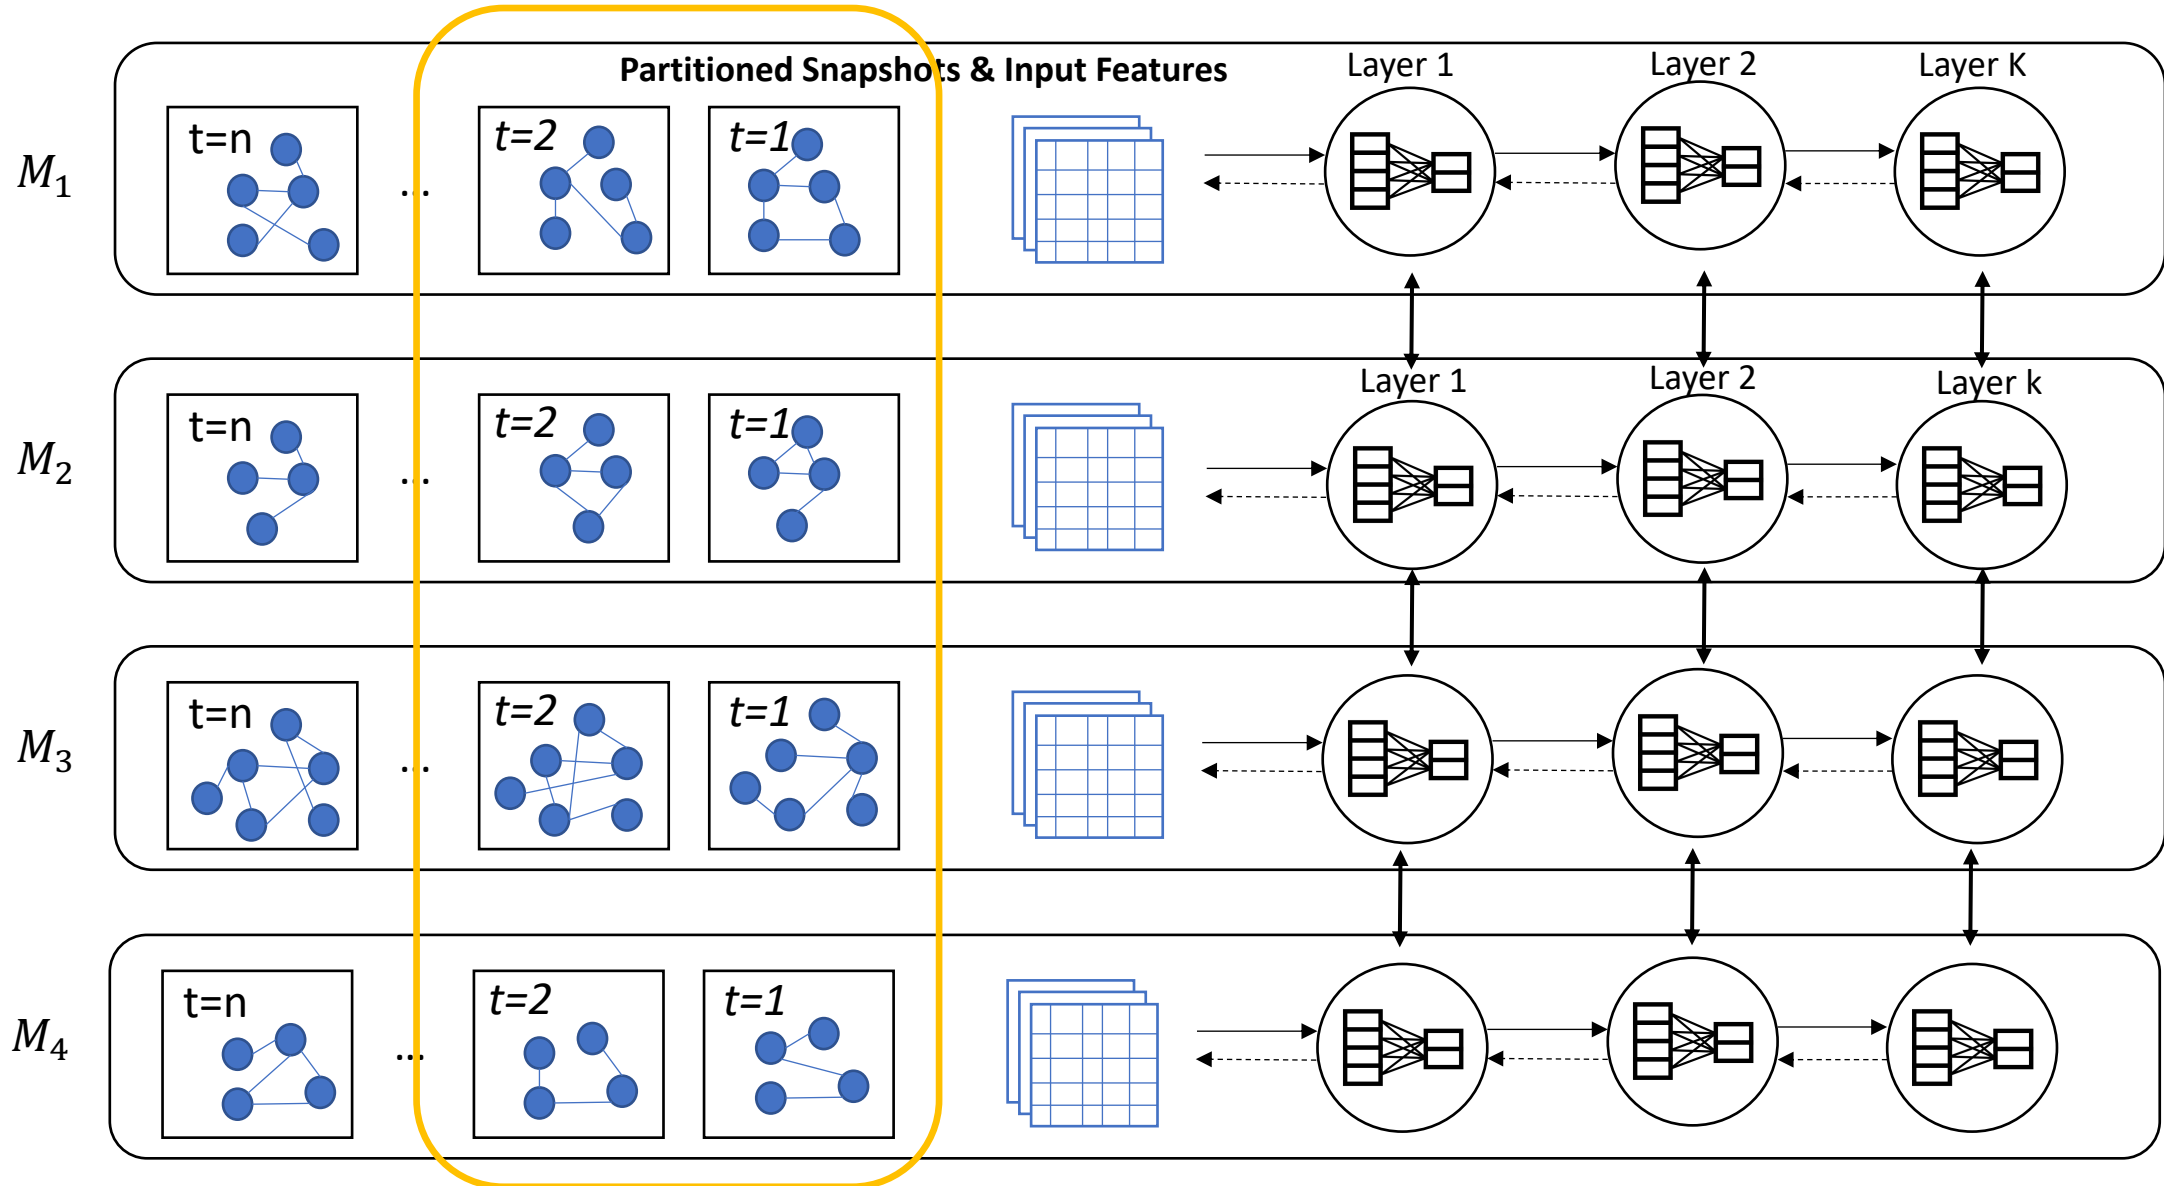 Partitioned Snapshots & Input Features
Layer 1
Layer 2
Layer K
M₁
t=n
...
t=2
t=1
Layer 1
Layer 2
Layer k
M₂
t=n
...
t=2
t=1
M₃
t=n
...
t=2
t=1
M₄
t=n
...
t=2
t=1